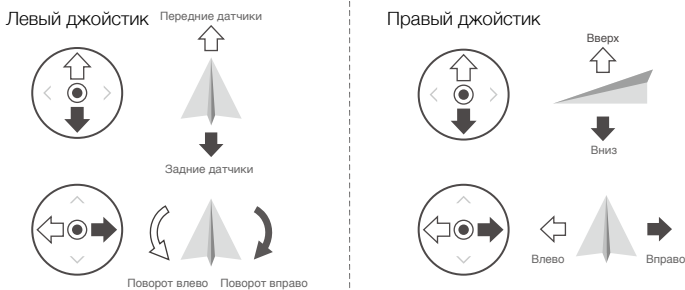 Левый джойстик
Передние датчики
Задние датчики
Поворот влево Поворот вправо
Правый джойстик
Вверх
Вниз
Влево
Вправо